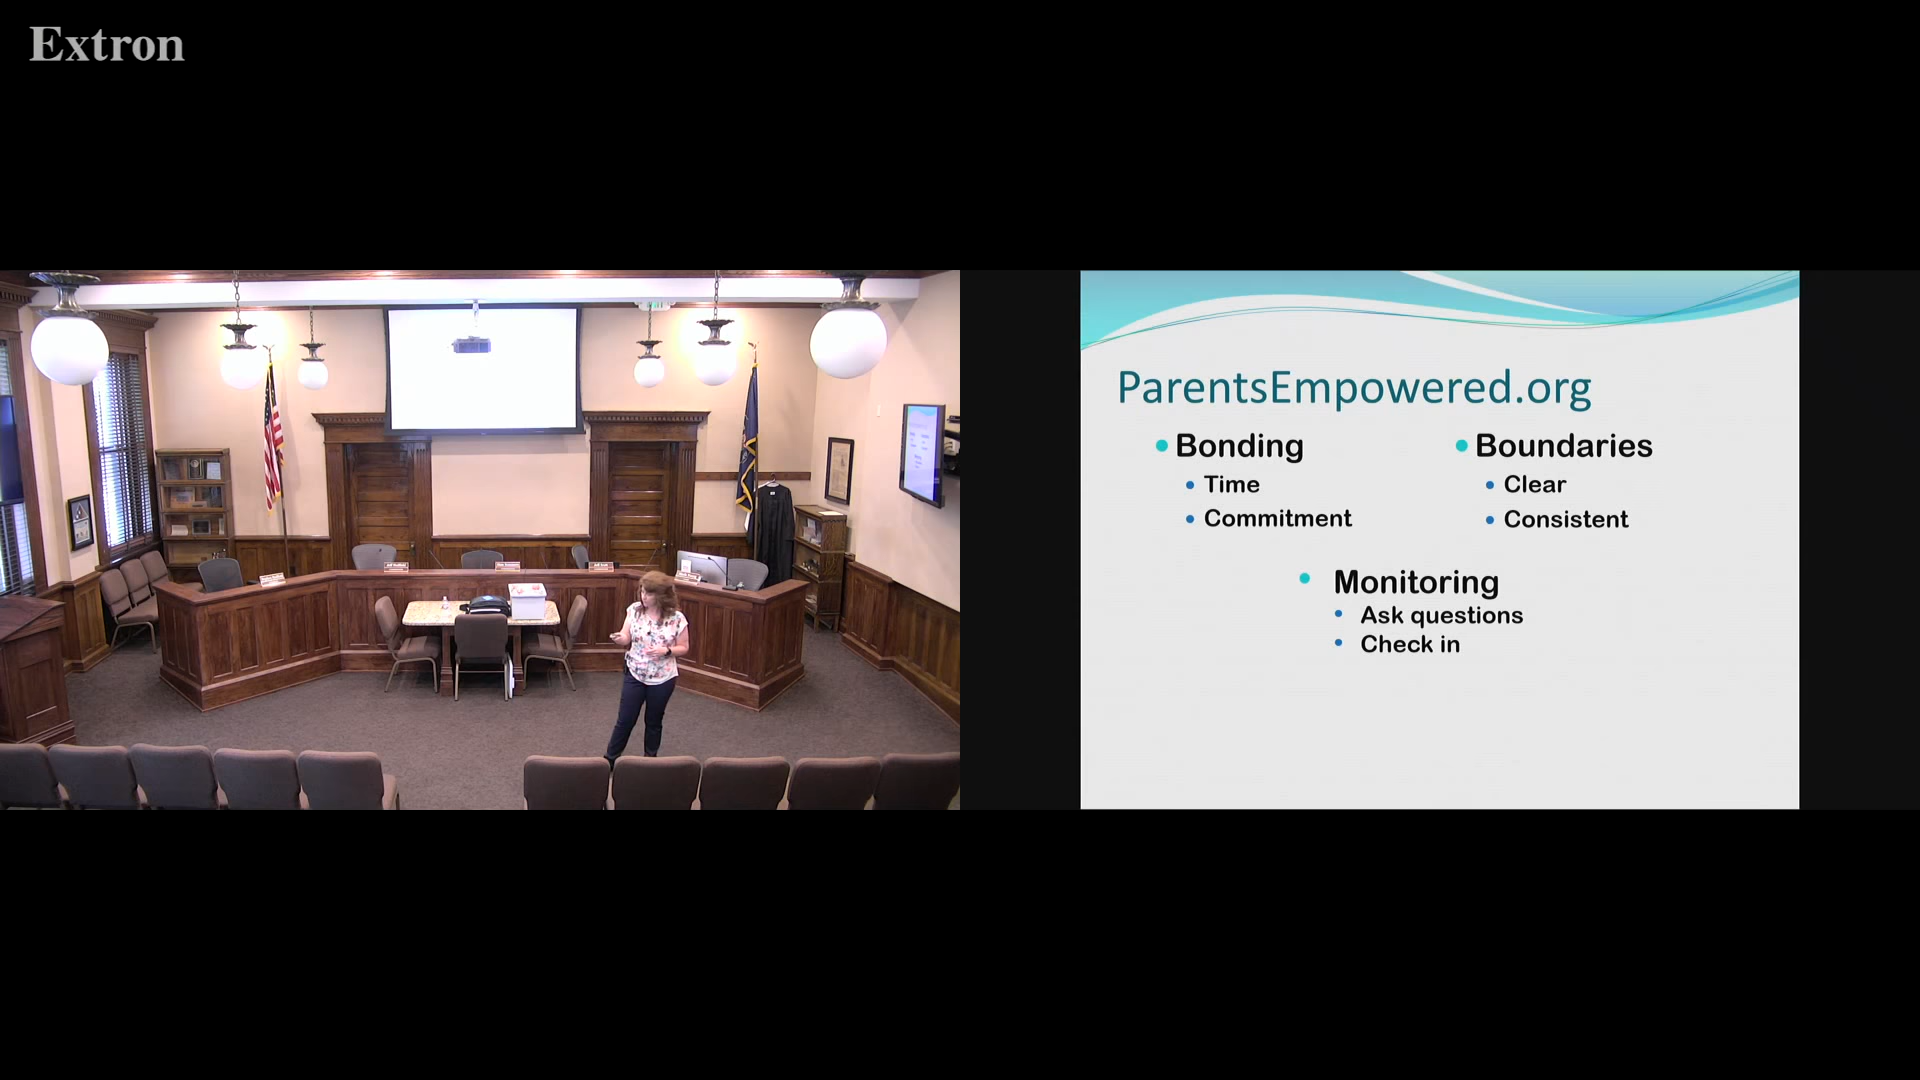 Extron
ParentsEmpowered.org
• Bonding
• Time
• Commitment
• Boundaries
• Clear
• Consistent
• Monitoring
• Ask questions
• Check in